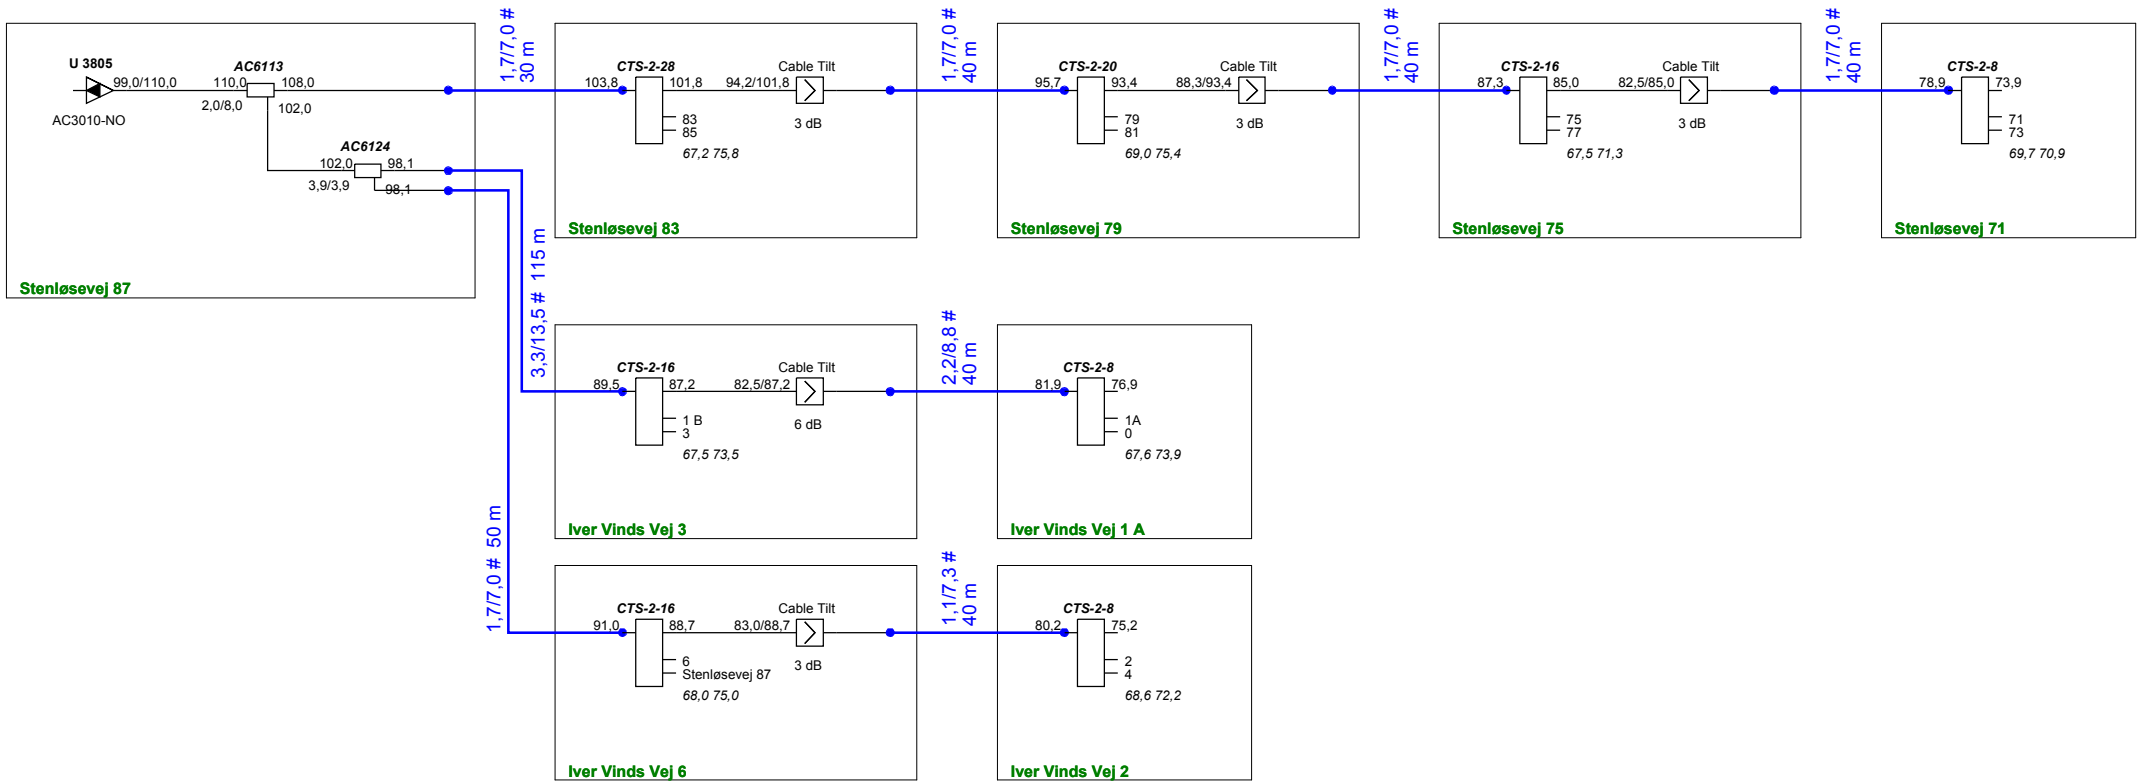 U 3805
99,0/110,0
AC3010-NO
AC6113
110,0
108,0
2,0/8,0
102,0
AC6124
102,0
98,1
3,9/3,9
98,1
Stenløsevej 87
1,7/7,0 #
30 m
CTS-2-28
103,8
101,8
94,2/101,8
Cable Tilt
3 dB
83
85
67,2 75,8
Stenløsevej 83
1,7/7,0 #
40 m
CTS-2-20
95,7
93,4
88,3/93,4
Cable Tilt
3 dB
79
81
69,0 75,4
Stenløsevej 79
1,7/7,0 #
40 m
CTS-2-16
87,3
85,0
82,5/85,0
Cable Tilt
3 dB
75
77
67,5 71,3
Stenløsevej 75
1,7/7,0 #
40 m
CTS-2-8
78,9
73,9
71
73
69,7 70,9
Stenløsevej 71
3,3/13,5 # 115 m
CTS-2-16
89,5
87,2
82,5/87,2
Cable Tilt
6 dB
1 B
3
67,5 73,5
Iver Vinds Vej 3
2,2/8,8 #
40 m
CTS-2-8
81,9
76,9
1A
0
67,6 73,9
Iver Vinds Vej 1 A
1,7/7,0 # 50 m
CTS-2-16
91,0
88,7
83,0/88,7
Cable Tilt
3 dB
6
Stenløsevej 87
68,0 75,0
Iver Vinds Vej 6
1,1/7,3 #
40 m
CTS-2-8
80,2
75,2
2
4
68,6 72,2
Iver Vinds Vej 2